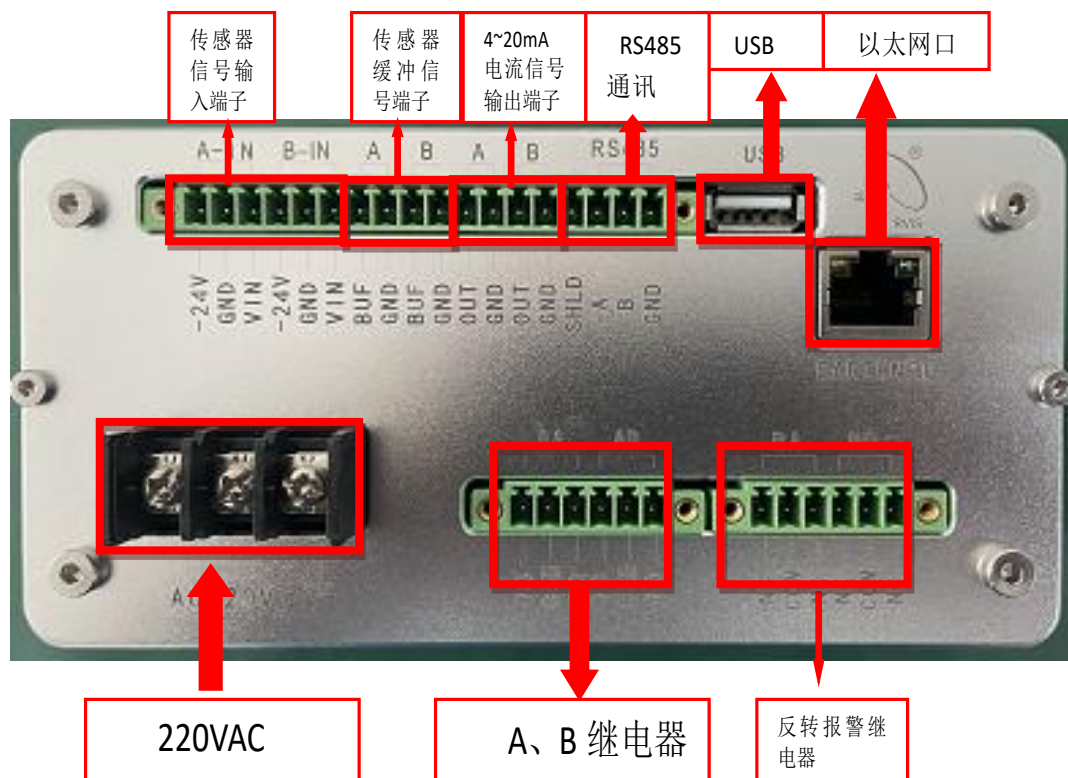 传感器
信号输
入端子
传感器
缓冲信
号端子
4~20mA
电流信号
输出端子
RS485
通讯
USB
以太网口
A-IN B-IN A B A B RS485 USB
-24V
GND
VIN
-24V
GND
VIN
BUF
GND
BUF
GND
OUT
GND
OUT
GND
SHLD
A
B
GND
220VAC
A、B 继电器
反转报警继
电器